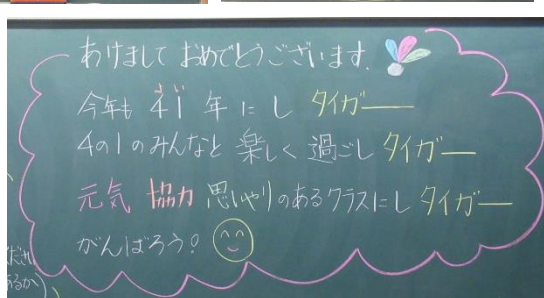 あけまして おめでとうございます.
今年も 41 年 に し タイガー
4の1のみんなと 楽しく 過ごし タイガー
元気 協力 思いやりのあるクラスにし タイガー
がんばろう?